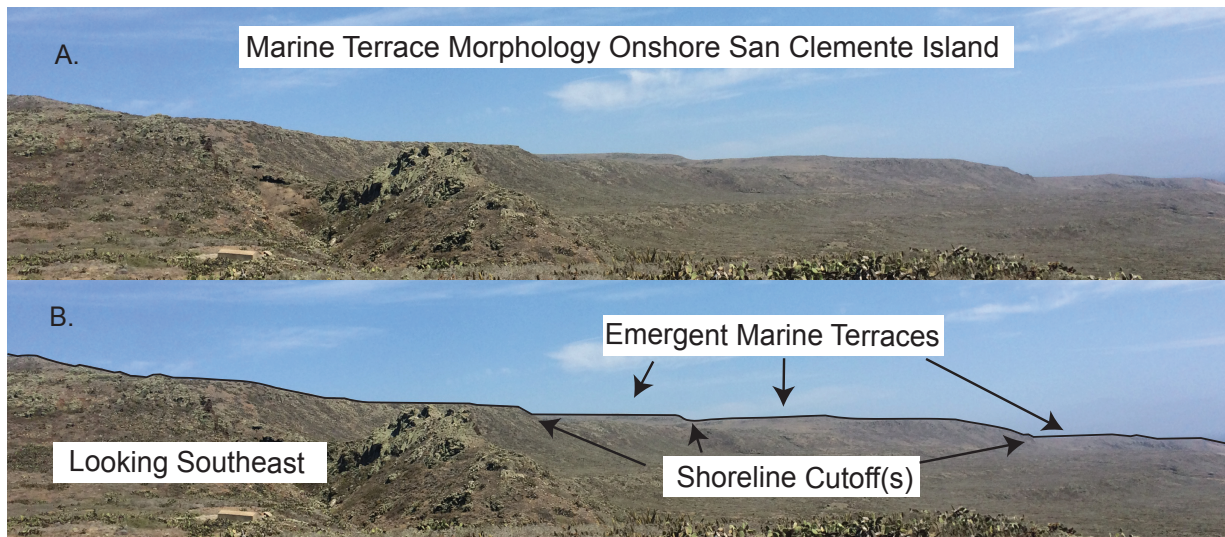 A.
Marine Terrace Morphology Onshore San Clemente Island
B.
Emergent Marine Terraces
Looking Southeast
Shoreline Cutoff(s)